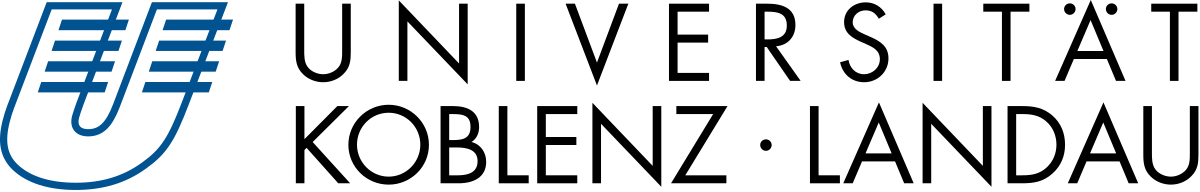 UNIVERSITÄT
KOBLENZ · LANDAU